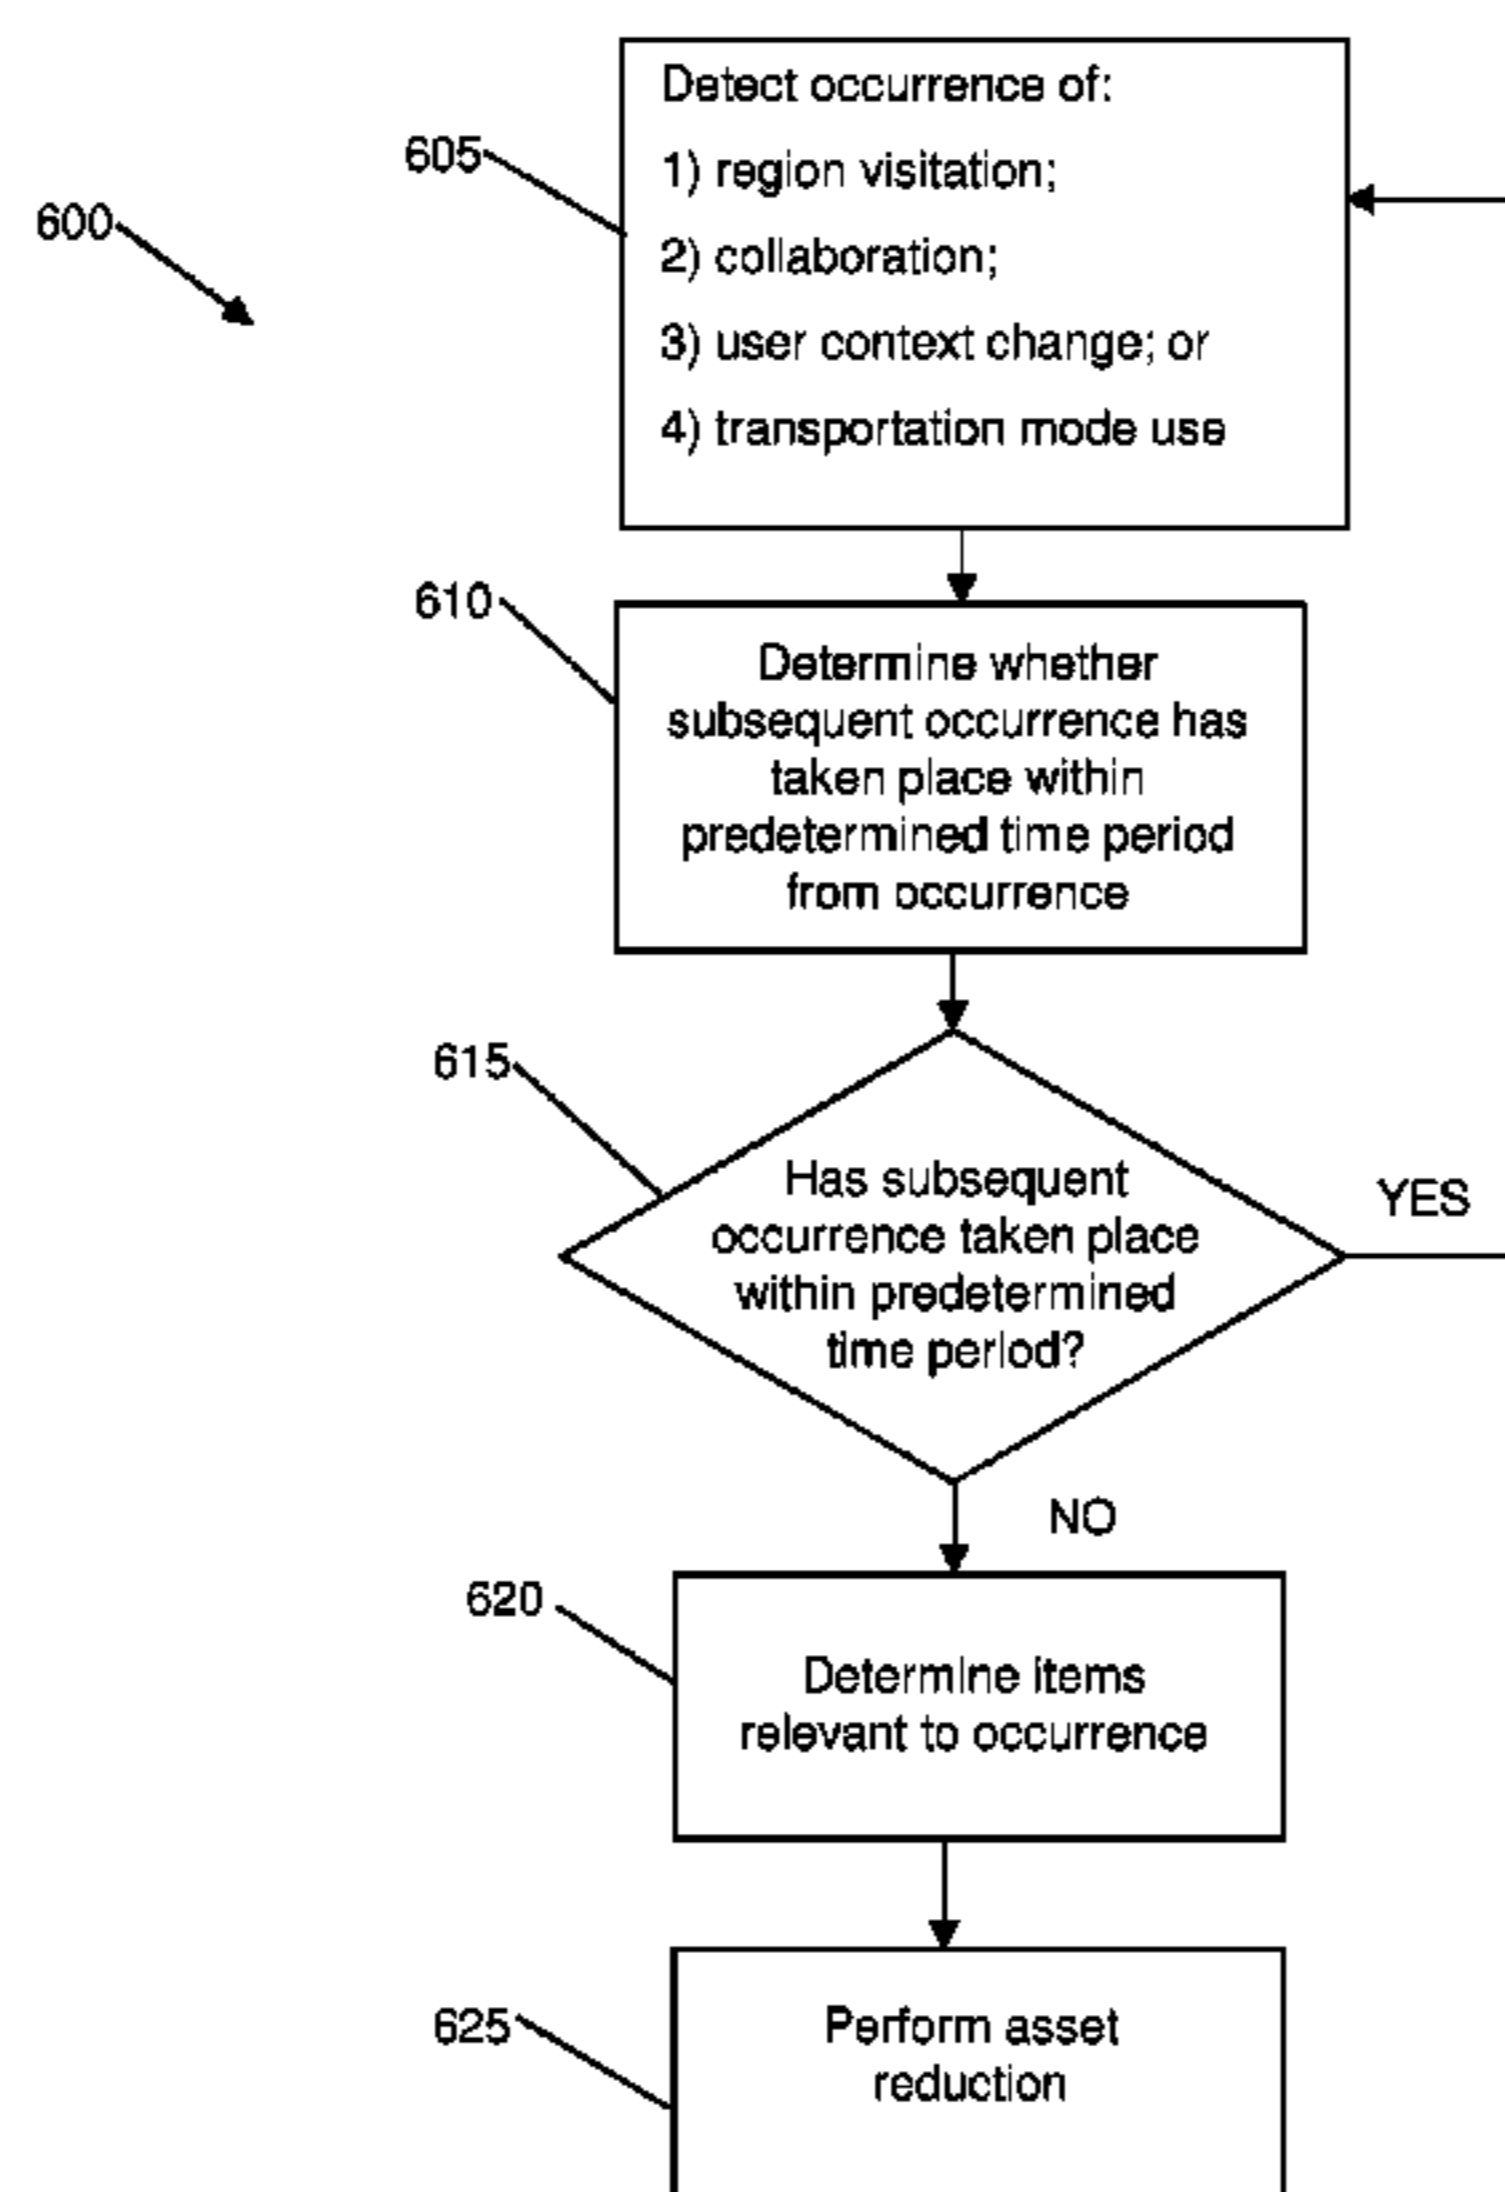 Detect occurrence of:
605
1) region visitation;
600
2) collaboration;
3) user context change; or
4) transportation mode use
610
Determine whether
subsequent occurrence has
taken place within
predetermined time period
from occurrence
615
Has subsequent
occurrence taken place
within predetermined
time period?
YES
NO
620
Determine items
relevant to occurrence
625
Perform asset
reduction